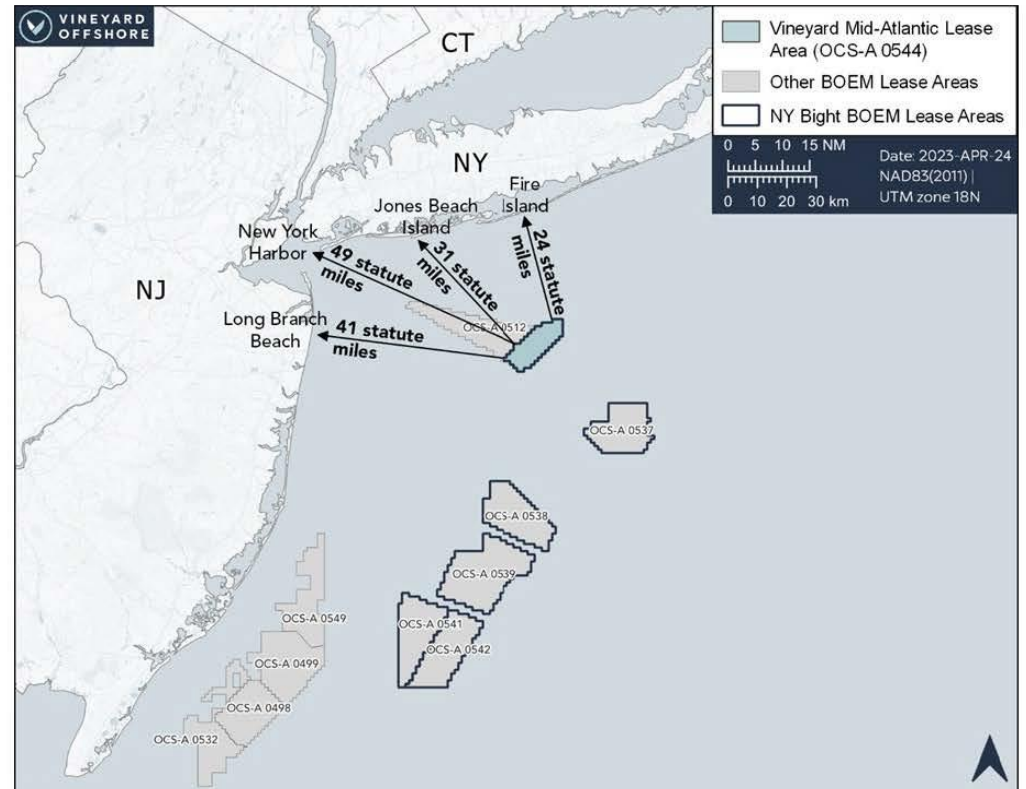 VINEYARD
OFFSHORE
CT
Vineyard Mid-Atlantic Lease
Area (OCS-A 0544)
Other BOEM Lease Areas
NY Bight BOEM Lease Areas
0 5 10 15 NM
0 10 20 30 km
Date: 2023-APR-24
NAD83(2011) |
UTM zone 18N
NY
Fire
Island
Jones Beach
Island
New York
Harbor
49 statute
miles
31 statute
miles
24 statute
miles
NJ
Long Branch
Beach
41 statute
miles
OCS-A 0512
OCS-A 0537
OCS-A 0538
OCS-A 0539
OCS-A 0549
OCS-A 0541
OCS-A 0542
OCS-A 0499
OCS-A 0498
OCS-A 0532